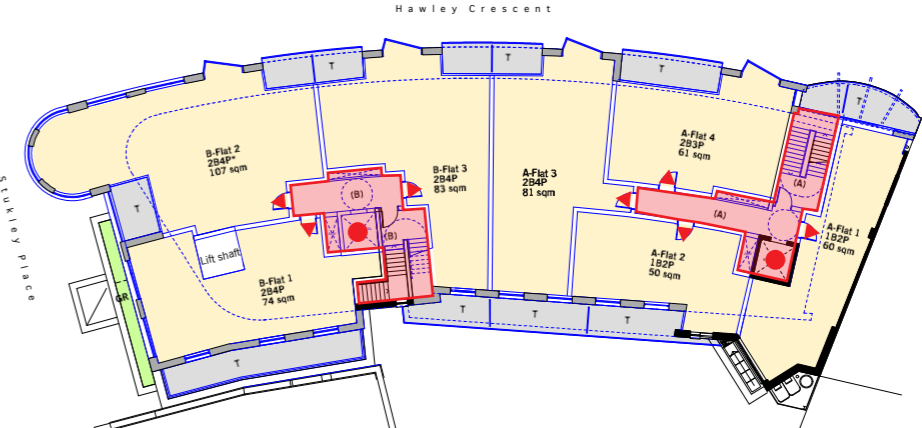 Hawley Crescent
T
T
T
T
B-Flat 2
2B4P*
107 sqm
A-Flat 4
2B3P
61 sqm
B-Flat 3
2B4P
83 sqm
A-Flat 3
2B4P
81 sqm
(B)
(A)
Stukley Place
T
(A)
(B)
A-Flat 1
1B2P
60 sqm
Lift shaft
A-Flat 2
1B2P
50 sqm
B-Flat 1
2B4P
74 sqm
GR
T
T
T
T